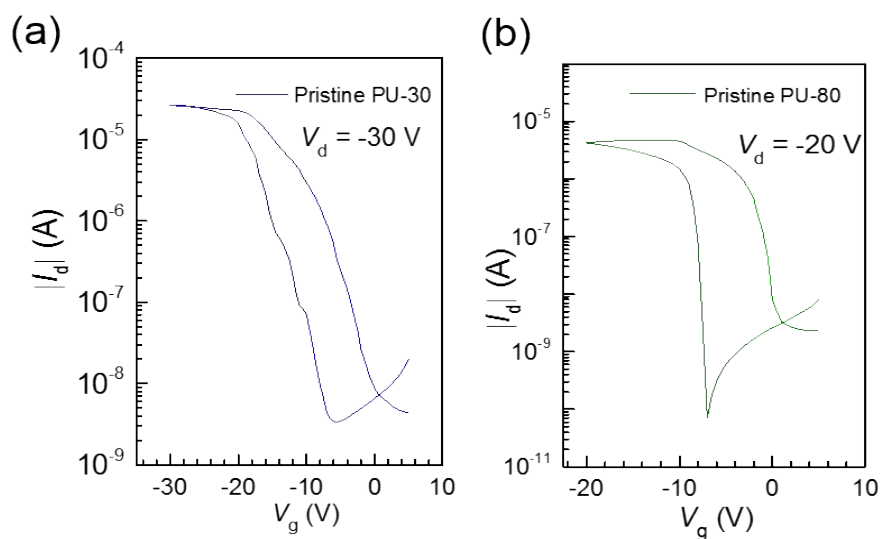 (a)
10⁻⁴
10⁻⁵
10⁻⁶
10⁻⁷
10⁻⁸
10⁻⁹
|I_d| (A)
Pristine PU-30
V_d = -30 V
-30 -20 -10 0 10
V_g (V)
(b)
10⁻⁵
10⁻⁷
10⁻⁹
10⁻¹¹
|I_d| (A)
Pristine PU-80
V_d = -20 V
-20 -10 0 10
V_g (V)